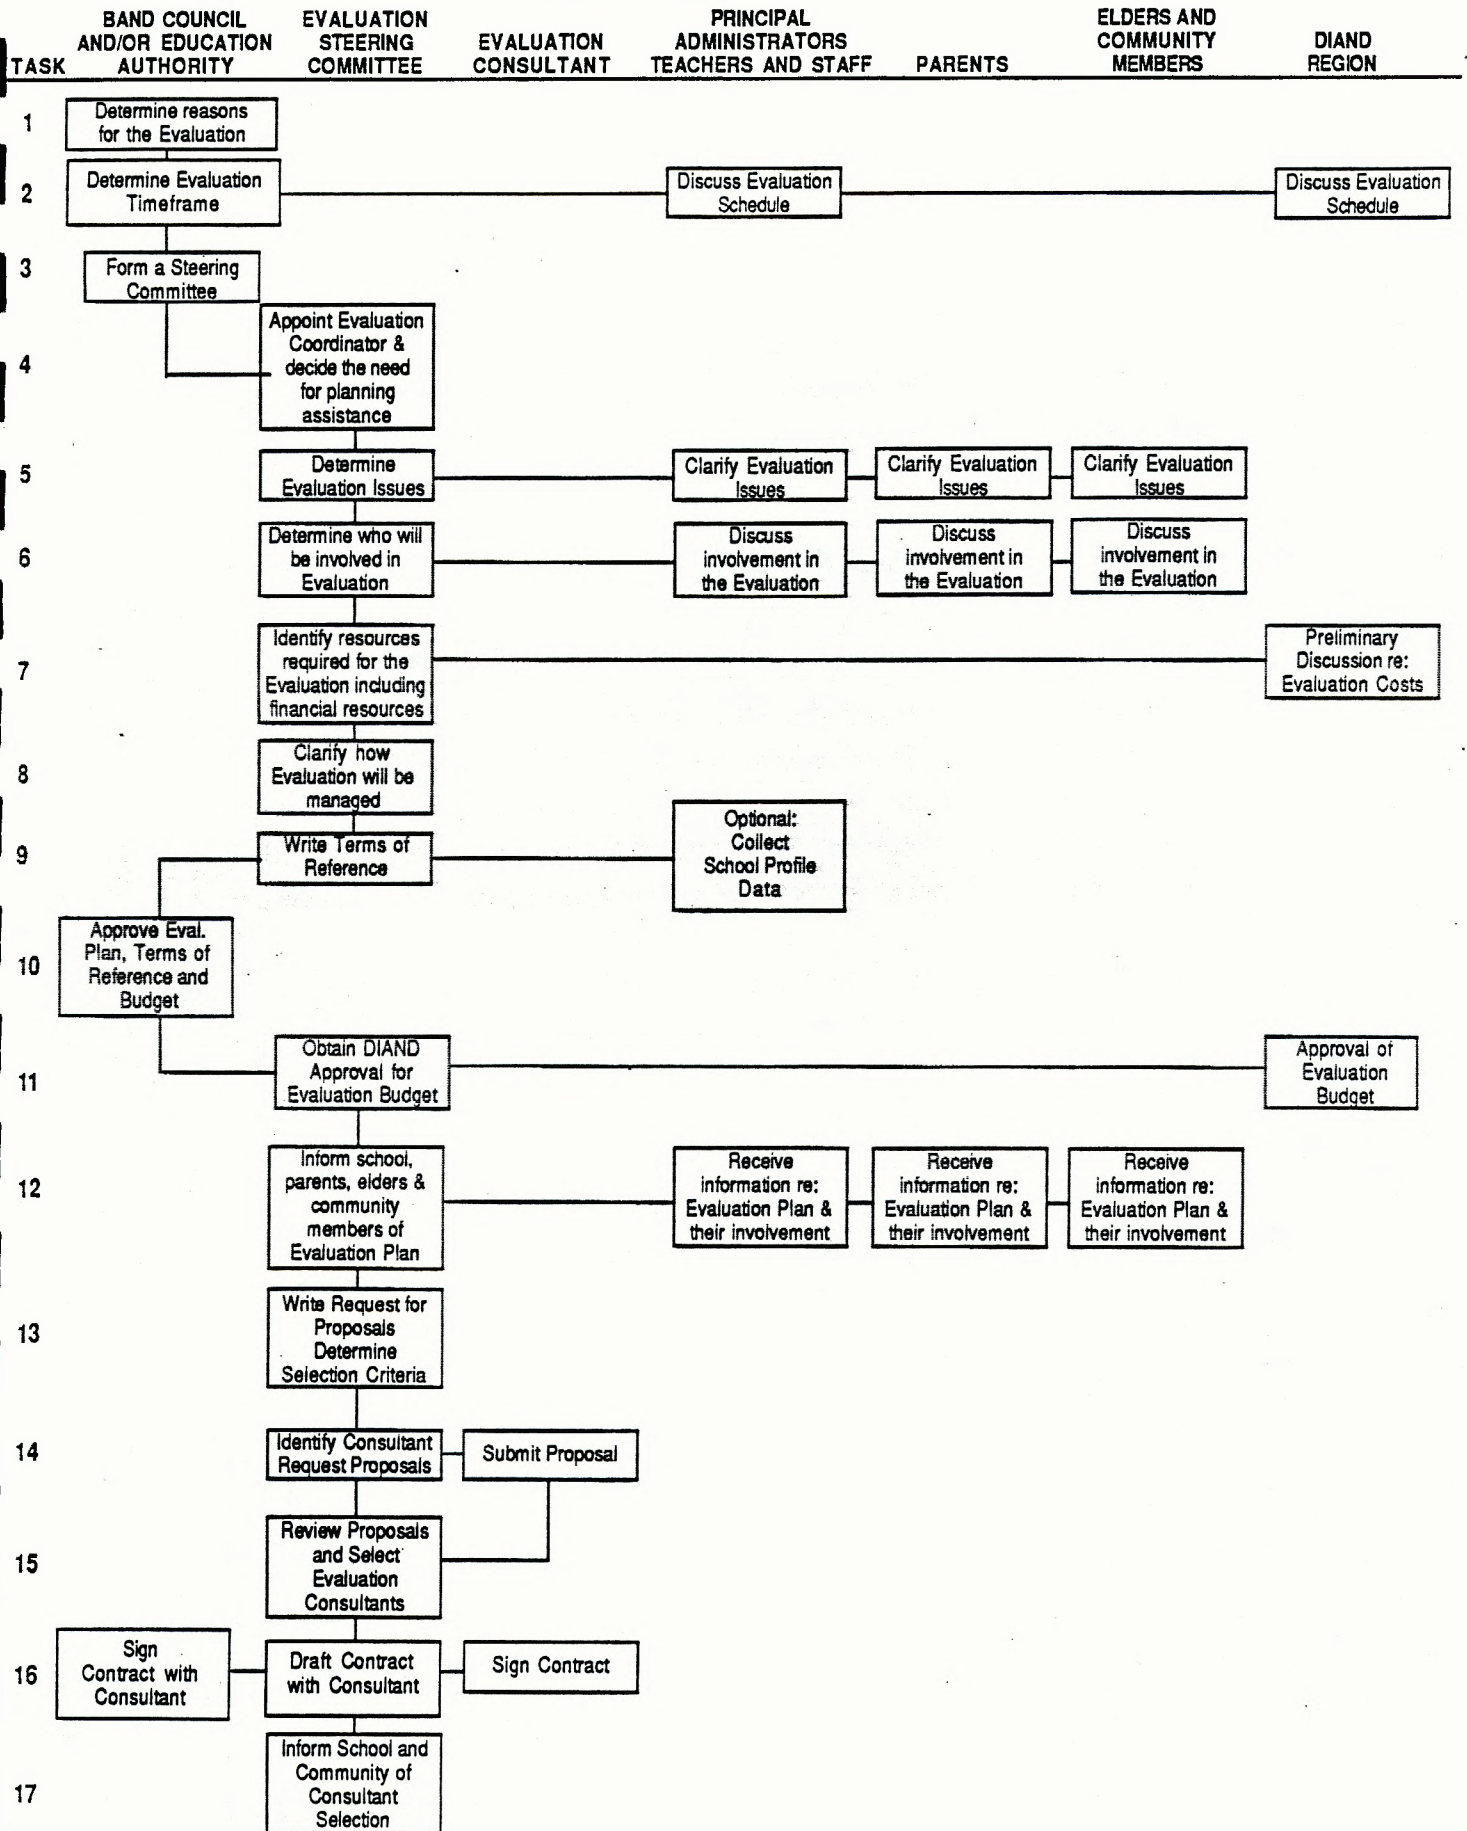 BAND COUNCIL
AND/OR EDUCATION
AUTHORITY
EVALUATION
STEERING
COMMITTEE
EVALUATION
CONSULTANT
PRINCIPAL
ADMINISTRATORS
TEACHERS AND STAFF
PARENTS
ELDERS AND
COMMUNITY
MEMBERS
DIAND
REGION
TASK
1
Determine reasons
for the Evaluation
2
Determine Evaluation
Timeframe
Discuss Evaluation
Schedule
Discuss Evaluation
Schedule
3
Form a Steering
Committee
4
Appoint Evaluation
Coordinator &
decide the need
for planning
assistance
5
Determine
Evaluation Issues
Clarify Evaluation
Issues
Clarify Evaluation
Issues
Clarify Evaluation
Issues
6
Determine who will
be involved in
Evaluation
Discuss
involvement in
the Evaluation
Discuss
involvement in
the Evaluation
Discuss
involvement in
the Evaluation
7
Identify resources
required for the
Evaluation including
financial resources
Preliminary
Discussion re:
Evaluation Costs
8
Clarify how
Evaluation will be
managed
9
Write Terms of
Reference
Optional:
Collect
School Profile
Data
10
Approve Eval.
Plan, Terms of
Reference and
Budget
11
Obtain DIAND
Approval for
Evaluation Budget
Approval of
Evaluation
Budget
12
Inform school,
parents, elders &
community
members of
Evaluation Plan
Receive
information re:
Evaluation Plan &
their involvement
Receive
information re:
Evaluation Plan &
their involvement
Receive
information re:
Evaluation Plan &
their involvement
13
Write Request for
Proposals
Determine
Selection Criteria
14
Identify Consultant
Request Proposals
Submit Proposal
15
Review Proposals
and Select
Evaluation
Consultants
16
Sign
Contract with
Consultant
Draft Contract
with Consultant
Sign Contract
17
Inform School and
Community of
Consultant
Selection